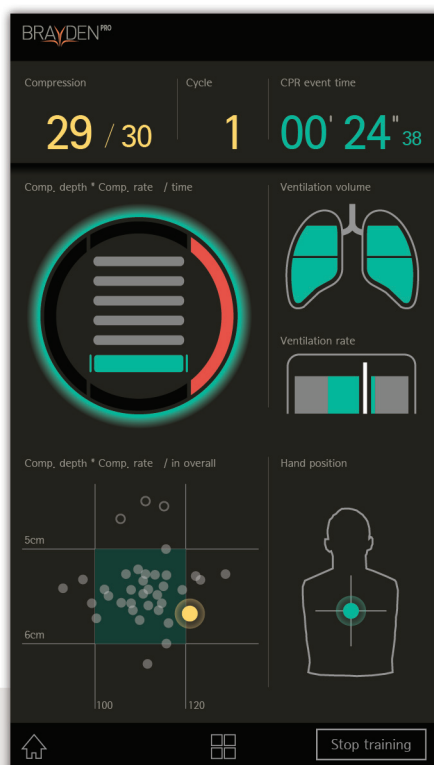 BRAYDEN PRO
Compression
Cycle
CPR event time
29 / 30
1
00' 24" 38
Comp. depth * Comp. rate / time
Ventilation volume
Ventilation rate
Comp. depth * Comp. rate / in overall
Hand position
5cm
6cm
100
120
Stop training